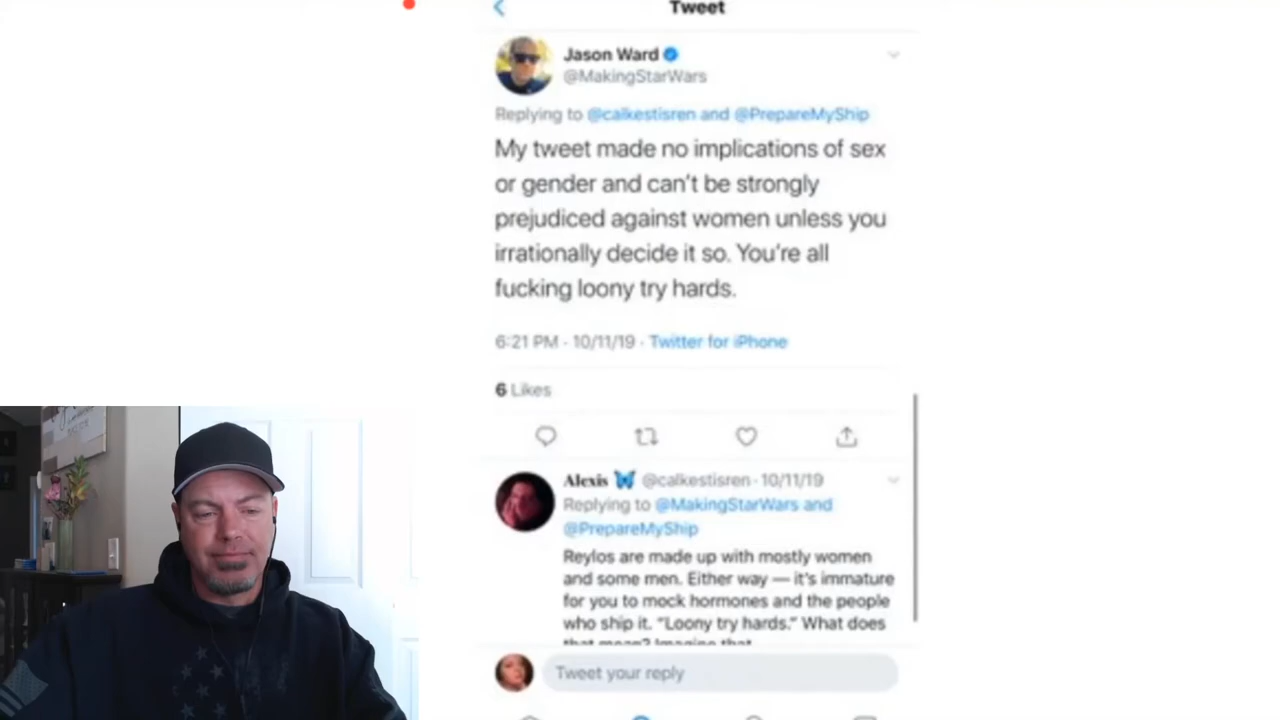 Tweet
Jason Ward
@MakingStarWars
Replying to @calkestisren and @PrepareMyShip
My tweet made no implications of sex
or gender and can't be strongly
prejudiced against women unless you
irrationally decide it so. You're all
fucking loony try hards.
6:21 PM · 10/11/19 · Twitter for iPhone
6 Likes
Alexis @calkestisren · 10/11/19
Replying to @MakingStarWars and
@PrepareMyShip
Reylos are made up with mostly women
and some men. Either way — it's immature
for you to mock hormones and the people
who ship it. "Loony try hards." What does
that mean? Imagine that
Tweet your reply